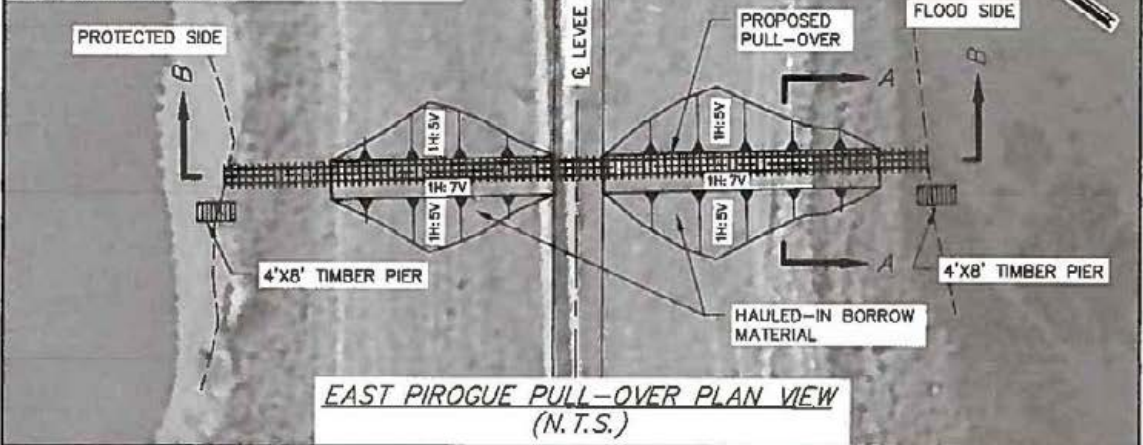 PROTECTED SIDE
℄ LEVEE
PROPOSED
PULL-OVER
FLOOD SIDE
B
A
B
1H:5V
1H:5V
1H:7V
1H:7V
1H:5V
1H:5V
A
4'X8' TIMBER PIER
4'X8' TIMBER PIER
HAULED-IN BORROW
MATERIAL
EAST PIROGUE PULL-OVER PLAN VIEW
(N.T.S.)